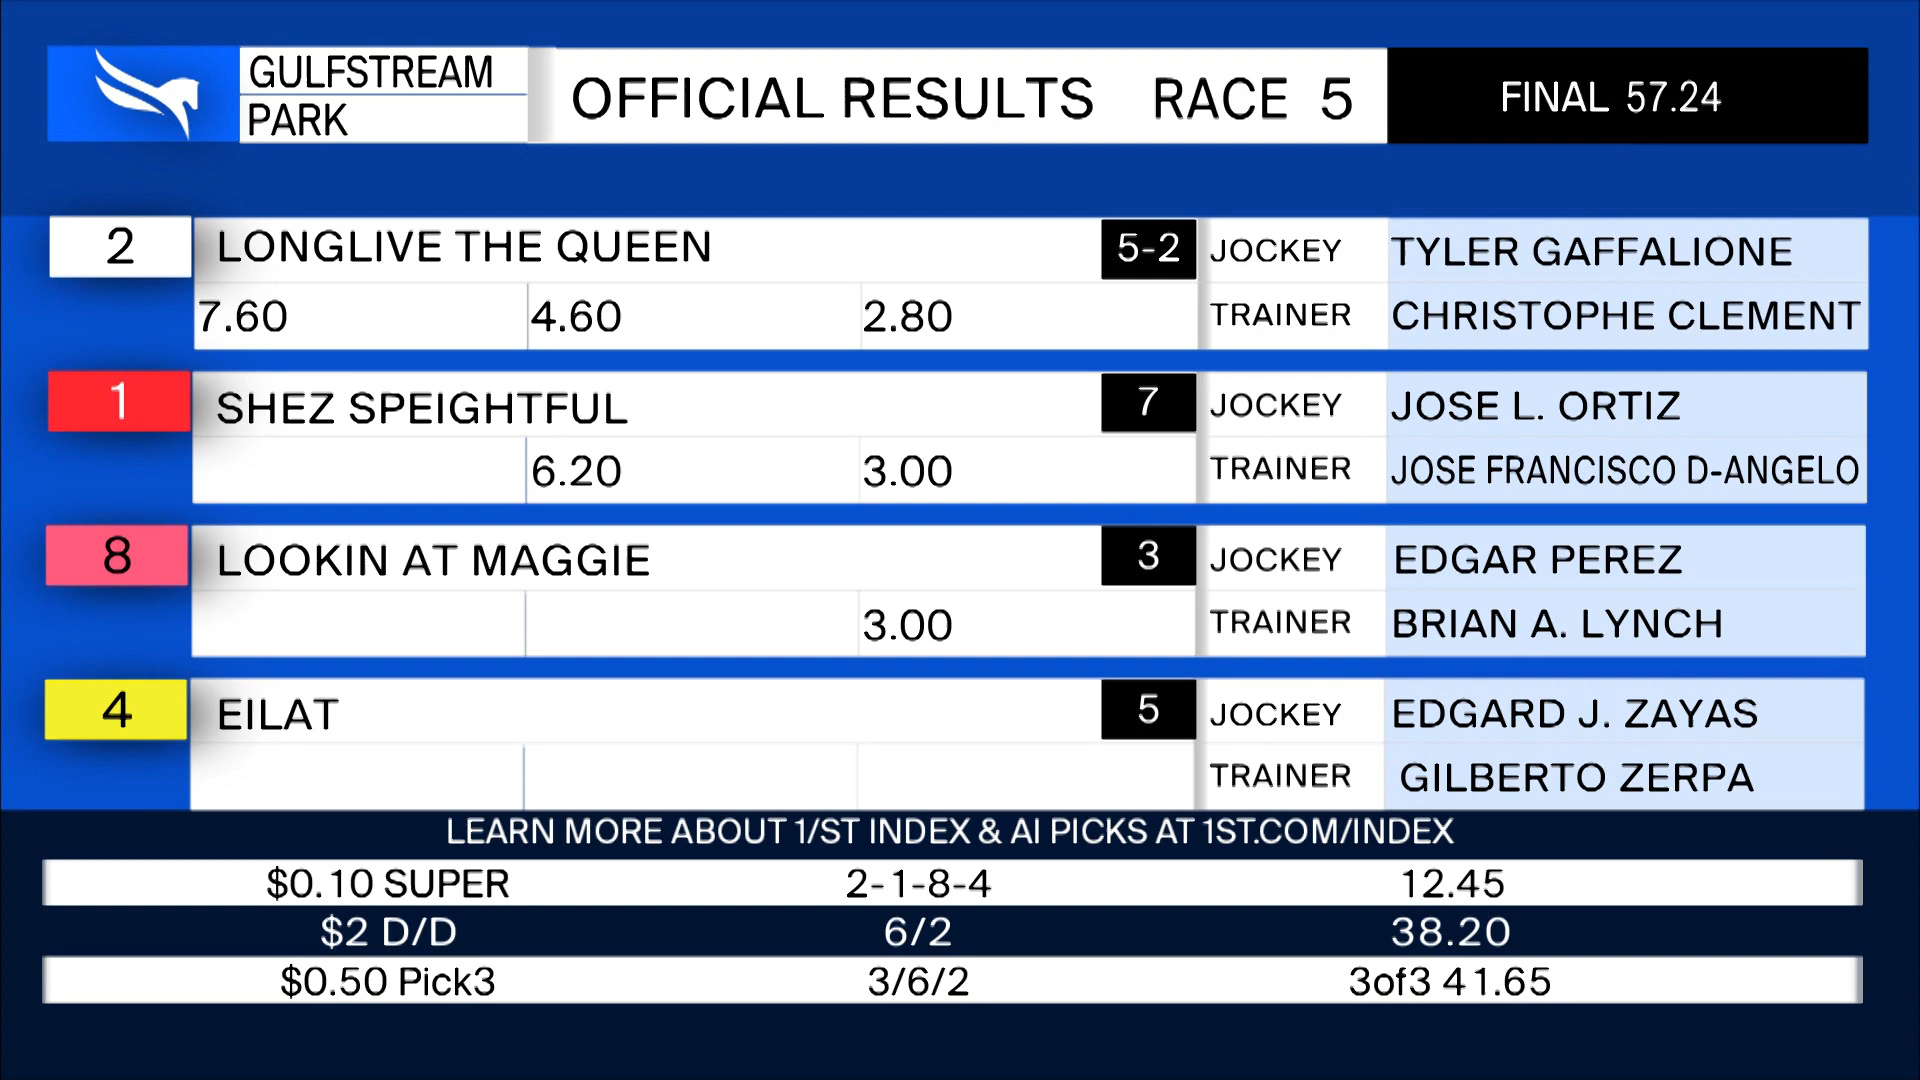 GULFSTREAM
PARK
OFFICIAL RESULTS RACE 5
FINAL 57.24
2 LONGLIVE THE QUEEN 5-2 JOCKEY TYLER GAFFALIONE
7.60 4.60 2.80 TRAINER CHRISTOPHE CLEMENT
1 SHEZ SPEIGHTFUL 7 JOCKEY JOSE L. ORTIZ
6.20 3.00 TRAINER JOSE FRANCISCO D-ANGELO
8 LOOKIN AT MAGGIE 3 JOCKEY EDGAR PEREZ
3.00 TRAINER BRIAN A. LYNCH
4 EILAT 5 JOCKEY EDGARD J. ZAYAS
TRAINER GILBERTO ZERPA
LEARN MORE ABOUT 1/ST INDEX & AI PICKS AT 1ST.COM/INDEX
$0.10 SUPER 2-1-8-4 12.45
$2 D/D 6/2 38.20
$0.50 Pick3 3/6/2 3of3 41.65